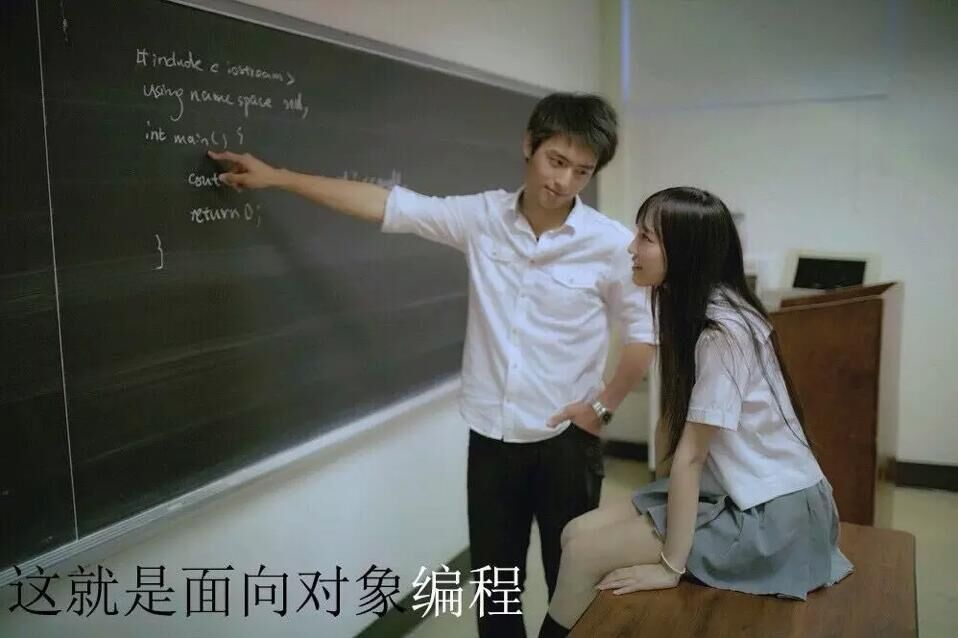 #include <iostream>
using namespace std;
int main() {
cout
return 0;
}
这就是面向对象编程